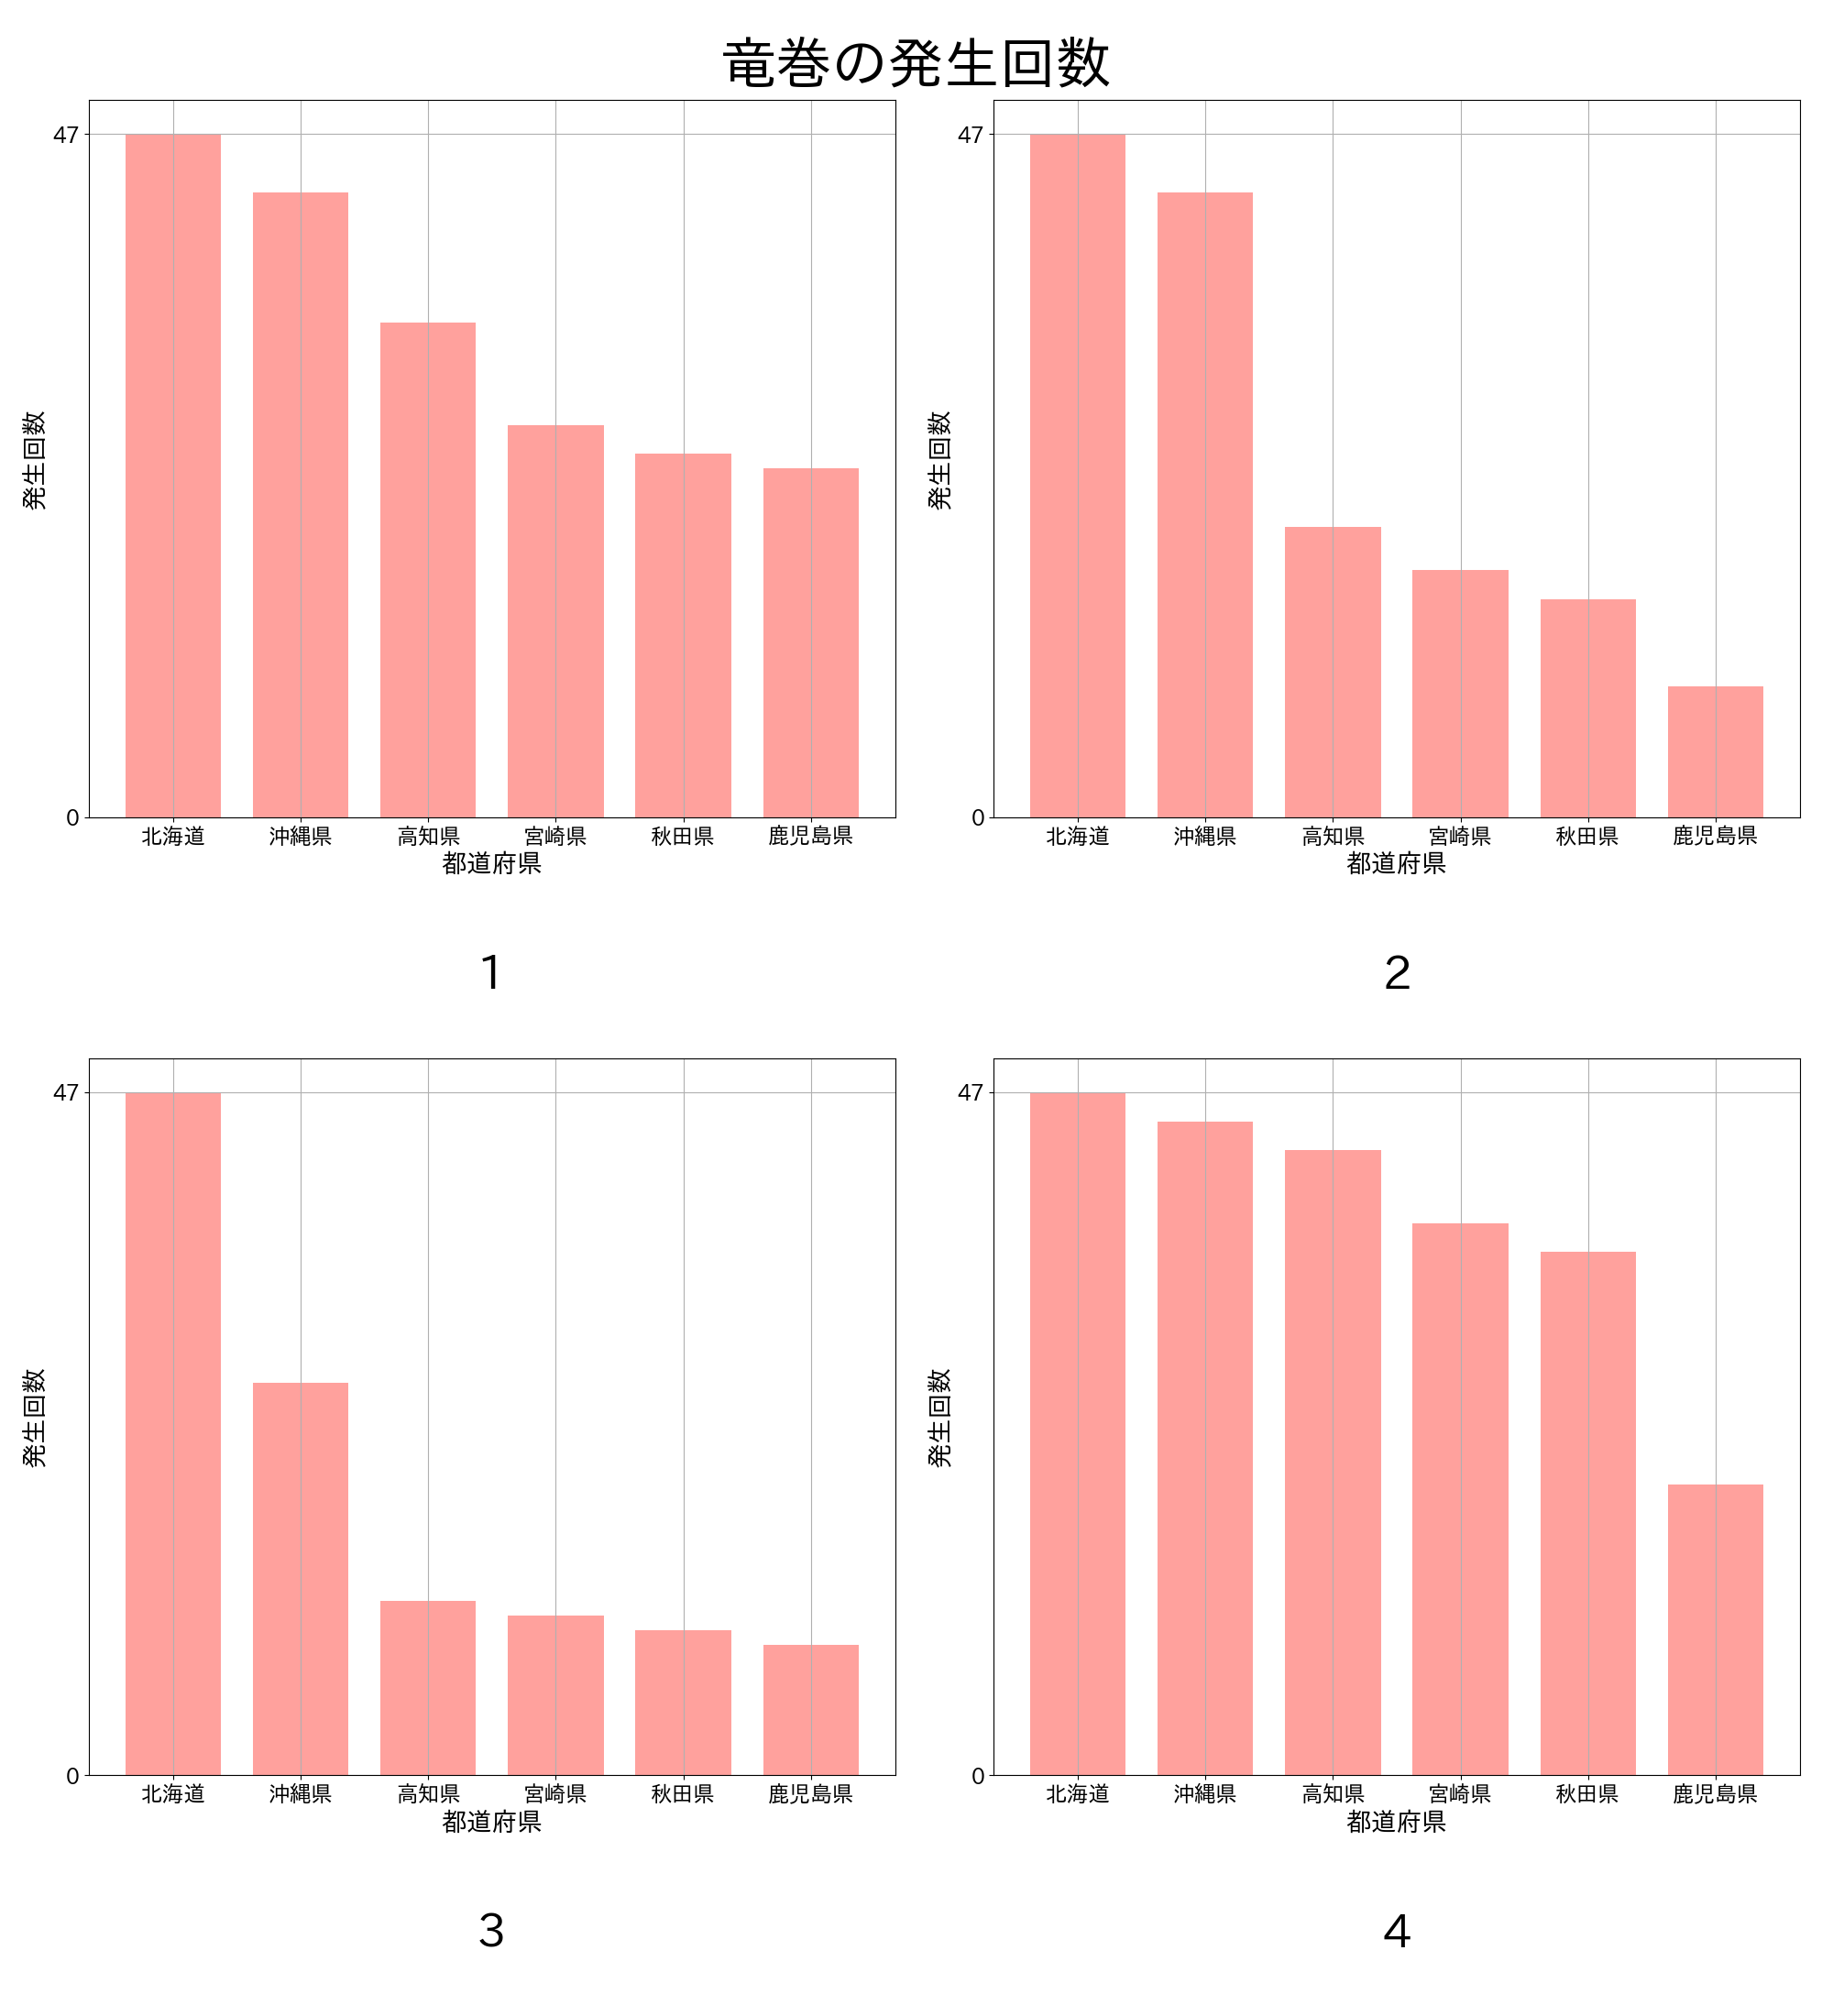 竜巻の発生回数
47
0
発生回数
北海道 沖縄県 高知県 宮崎県 秋田県 鹿児島県
都道府県
1
47
0
発生回数
北海道 沖縄県 高知県 宮崎県 秋田県 鹿児島県
都道府県
2
47
0
発生回数
北海道 沖縄県 高知県 宮崎県 秋田県 鹿児島県
都道府県
3
47
0
発生回数
北海道 沖縄県 高知県 宮崎県 秋田県 鹿児島県
都道府県
4